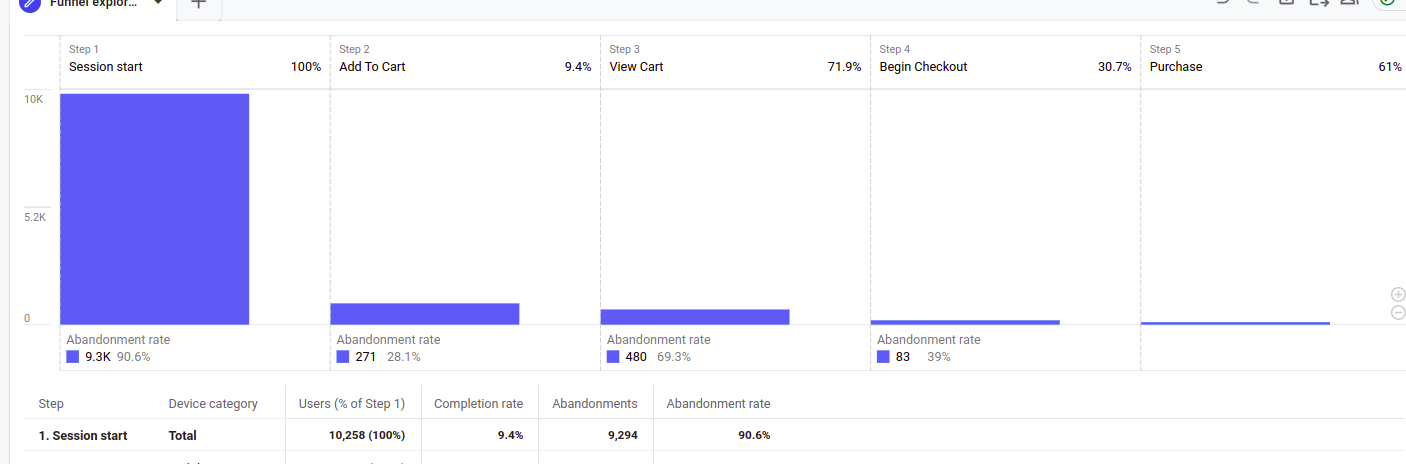 Funnel explor...
Step 1
Session start 100%
Step 2
Add To Cart 9.4%
Step 3
View Cart 71.9%
Step 4
Begin Checkout 30.7%
Step 5
Purchase 61%
10K
5.2K
0
Abandonment rate
9.3K 90.6%
Abandonment rate
271 28.1%
Abandonment rate
480 69.3%
Abandonment rate
83 39%
Step Device category Users (% of Step 1) Completion rate Abandonments Abandonment rate
1. Session start Total 10,258 (100%) 9.4% 9,294 90.6%